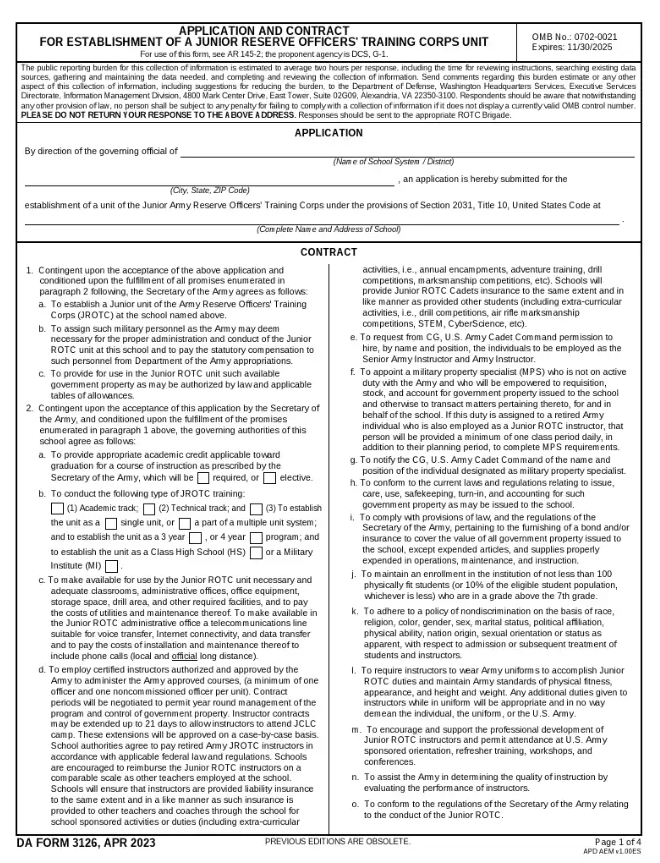 APPLICATION AND CONTRACT
FOR ESTABLISHMENT OF A JUNIOR RESERVE OFFICERS' TRAINING CORPS UNIT
For use of this form, see AR 145-2; the proponent agency is DCS, G-1.
OMB No.: 0702-0021
Expires: 11/30/2025
The public reporting burden for this collection of information is estimated to average two hours per response, including the time for reviewing instructions, searching existing data
sources, gathering and maintaining the data needed, and completing and reviewing the collection of information. Send comments regarding this burden estimate or any other
aspect of this collection of information, including suggestions for reducing the burden, to the Department of Defense, Washington Headquarters Services, Executive Services
Directorate, Information Management Division, 4800 Mark Center Drive, East Tower, Suite 02G09, Alexandria, VA 22350-3100. Respondents should be aware that notwithstanding
any other provision of law, no person shall be subject to any penalty for failing to comply with a collection of information if it does not display a currently valid OMB control number.
PLEASE DO NOT RETURN YOUR RESPONSE TO THE ABOVE ADDRESS. Responses should be sent to the appropriate ROTC Brigade.
APPLICATION
By direction of the governing official of
(Name of School System / District)
, an application is hereby submitted for the
(City, State, ZIP Code)
establishment of a unit of the Junior Army Reserve Officers' Training Corps under the provisions of Section 2031, Title 10, United States Code at
.
(Complete Name and Address of School)
CONTRACT
1. Contingent upon the acceptance of the above application and
conditioned upon the fulfillment of all promises enumerated in
paragraph 2 following, the Secretary of the Army agrees as follows:
a. To establish a Junior unit of the Army Reserve Officers' Training
Corps (JROTC) at the school named above.
b. To assign such military personnel as the Army may deem
necessary for the proper administration and conduct of the Junior
ROTC unit at this school and to pay the statutory compensation to
such personnel from Department of the Army appropriations.
c. To provide for use in the Junior ROTC unit such available
government property as may be authorized by law and applicable
tables of allowances.
2. Contingent upon the acceptance of this application by the Secretary of
the Army, and conditioned upon the fulfillment of the promises
enumerated in paragraph 1 above, the governing authorities of this
school agree as follows:
a. To provide appropriate academic credit applicable toward
graduation for a course of instruction as prescribed by the
Secretary of the Army, which will be required, or elective.
b. To conduct the following type of JROTC training:
(1) Academic track; (2) Technical track; and (3) To establish
the unit as a single unit, or a part of a multiple unit system;
and to establish the unit as a 3 year , or 4 year program; and
to establish the unit as a Class High School (HS) or a Military
Institute (MI) .
c. To make available for use by the Junior ROTC unit necessary and
adequate classrooms, administrative offices, office equipment,
storage space, drill area, and other required facilities, and to pay
the costs of utilities and maintenance thereof. To make available in
the Junior ROTC administrative office a telecommunications line
suitable for voice transfer, Internet connectivity, and data transfer
and to pay the costs of installation and maintenance thereof to
include phone calls (local and official long distance).
d. To employ certified instructors authorized and approved by the
Army to administer the Army approved courses, (a minimum of one
officer and one noncommissioned officer per unit). Contract
periods will be negotiated to permit year round management of the
program and control of government property. Instructor contracts
may be extended up to 21 days to allow instructors to attend JCLC
camp. These extensions will be approved on a case-by-case basis.
School authorities agree to pay retired Army JROTC instructors in
accordance with applicable federal law and regulations. Schools
are encouraged to reimburse the Junior ROTC instructors on a
comparable scale as other teachers employed at the school.
Schools will ensure that instructors are provided liability insurance
to the same extent and in a like manner as such insurance is
provided to other teachers and coaches through the school for
school sponsored activities or duties (including extra-curricular
activities, i.e., annual encampments, adventure training, drill
competitions, marksmanship competitions, etc). Schools will
provide Junior ROTC Cadets insurance to the same extent and in
like manner as provided other students (including extra-curricular
activities, i.e., drill competitions, air rifle marksmanship
competitions, STEM, CyberScience, etc).
e. To request from CG, U.S. Army Cadet Command permission to
hire, by name and position, the individuals to be employed as the
Senior Army Instructor and Army Instructor.
f. To appoint a military property specialist (MPS) who is not on active
duty with the Army and who will be empowered to requisition,
stock, and account for government property issued to the school
and otherwise to transact matters pertaining thereto, for and in
behalf of the school. If this duty is assigned to a retired Army
individual who is also employed as a Junior ROTC instructor, that
person will be provided a minimum of one class period daily, in
addition to their planning period, to complete MPS requirements.
g. To notify the CG, U.S. Army Cadet Command of the name and
position of the individual designated as military property specialist.
h. To conform to the current laws and regulations relating to issue,
care, use, safekeeping, turn-in, and accounting for such
government property as may be issued to the school.
i. To comply with provisions of law, and the regulations of the
Secretary of the Army, pertaining to the furnishing of a bond and/or
insurance to cover the value of all government property issued to
the school, except expended articles, and supplies properly
expended in operations, maintenance, and instruction.
j. To maintain an enrollment in the institution of not less than 100
physically fit students (or 10% of the eligible student population,
whichever is less) who are in a grade above the 7th grade.
k. To adhere to a policy of nondiscrimination on the basis of race,
religion, color, gender, sex, marital status, political affiliation,
physical ability, nation origin, sexual orientation or status as
apparent, with respect to admission or subsequent treatment of
students and instructors.
l. To require instructors to wear Army uniforms to accomplish Junior
ROTC duties and maintain Army standards of physical fitness,
appearance, and height and weight. Any additional duties given to
instructors while in uniform will be appropriate and in no way
demean the individual, the uniform, or the U.S. Army.
m. To encourage and support the professional development of
Junior ROTC instructors and permit attendance at U.S. Army
sponsored orientation, refresher training, workshops, and
conferences.
n. To assist the Army in determining the quality of instruction by
evaluating the performance of instructors.
o. To conform to the regulations of the Secretary of the Army relating
to the conduct of the Junior ROTC.
DA FORM 3126, APR 2023
PREVIOUS EDITIONS ARE OBSOLETE.
Page 1 of 4
APD AEM v1.00ES